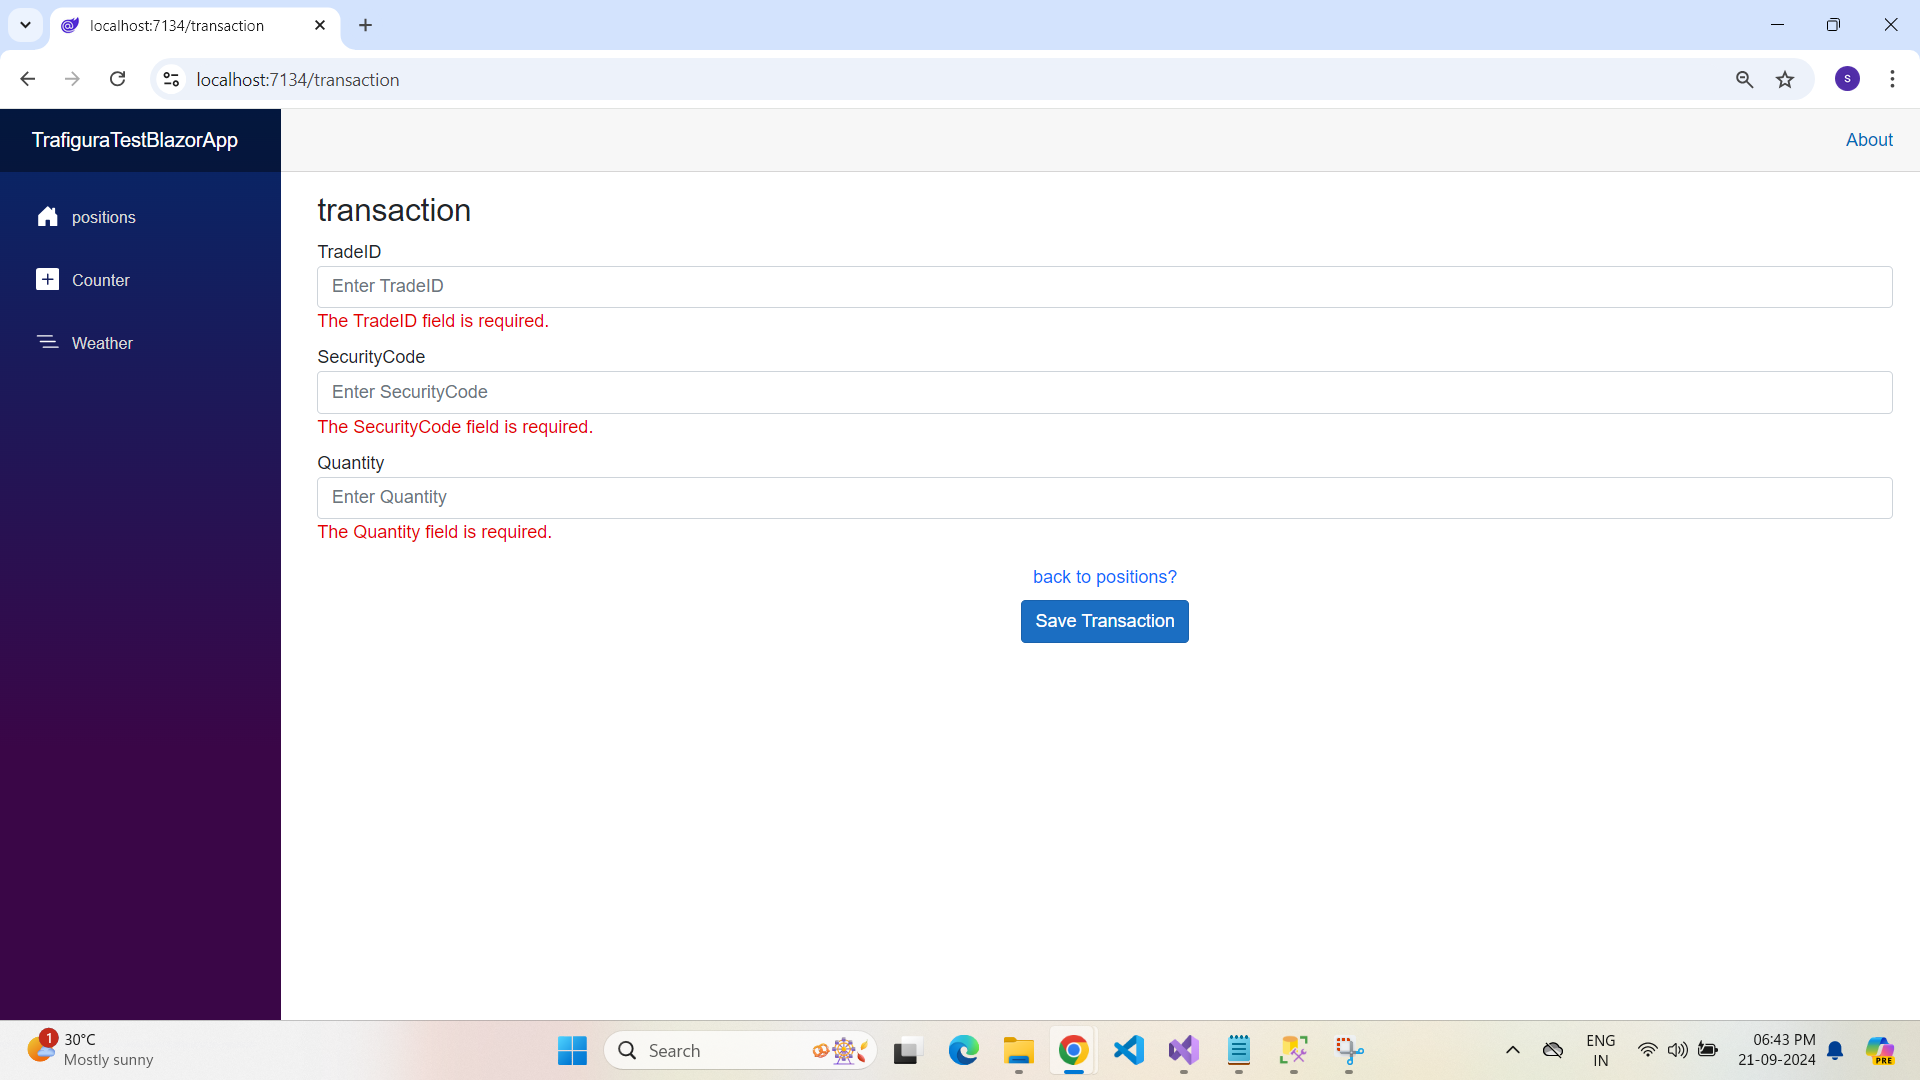 localhost:7134/transaction
localhost:7134/transaction
S
TrafiguraTestBlazorApp
About
positions
Counter
Weather
transaction
TradeID
Enter TradeID
The TradeID field is required.
SecurityCode
Enter SecurityCode
The SecurityCode field is required.
Quantity
Enter Quantity
The Quantity field is required.
back to positions?
Save Transaction
1
30°C
Mostly sunny
Search
ENG
IN
06:43 PM
21-09-2024
PRE